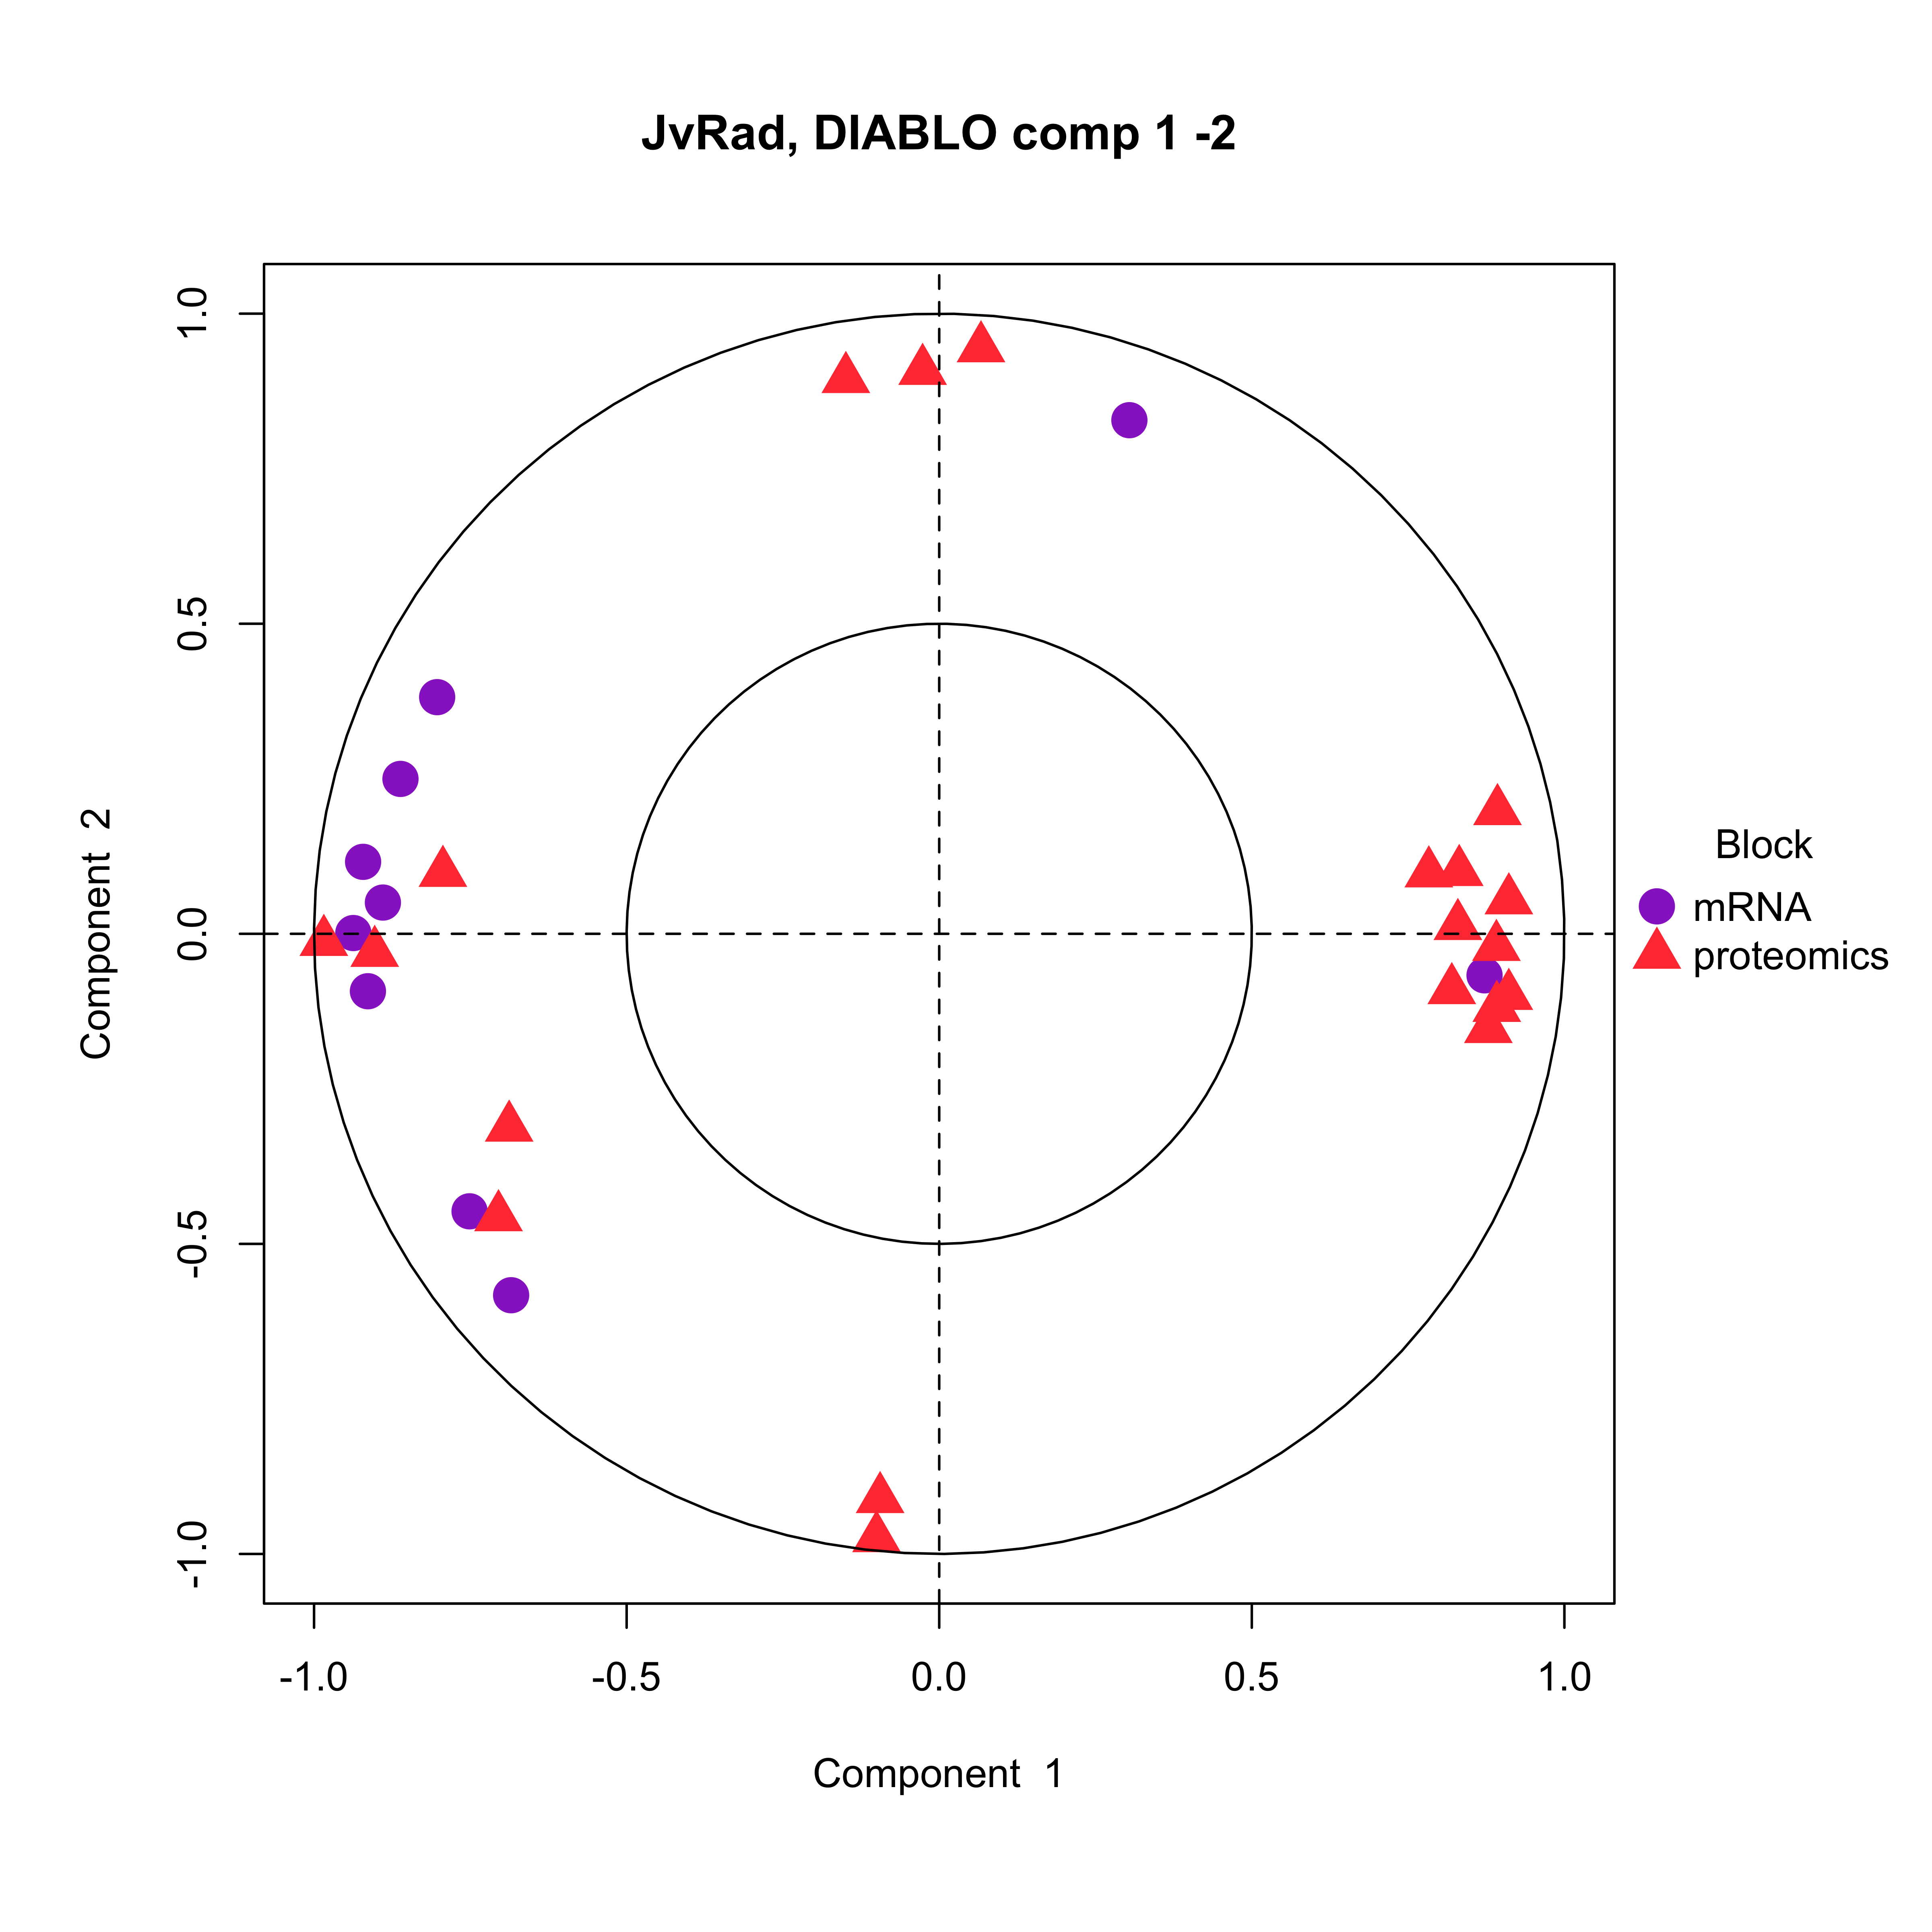 JvRad, DIABLO comp 1 -2
1.0
0.5
0.0
-0.5
-1.0
Component 2
-1.0
-0.5
0.0
0.5
1.0
Component 1
Block
mRNA
proteomics